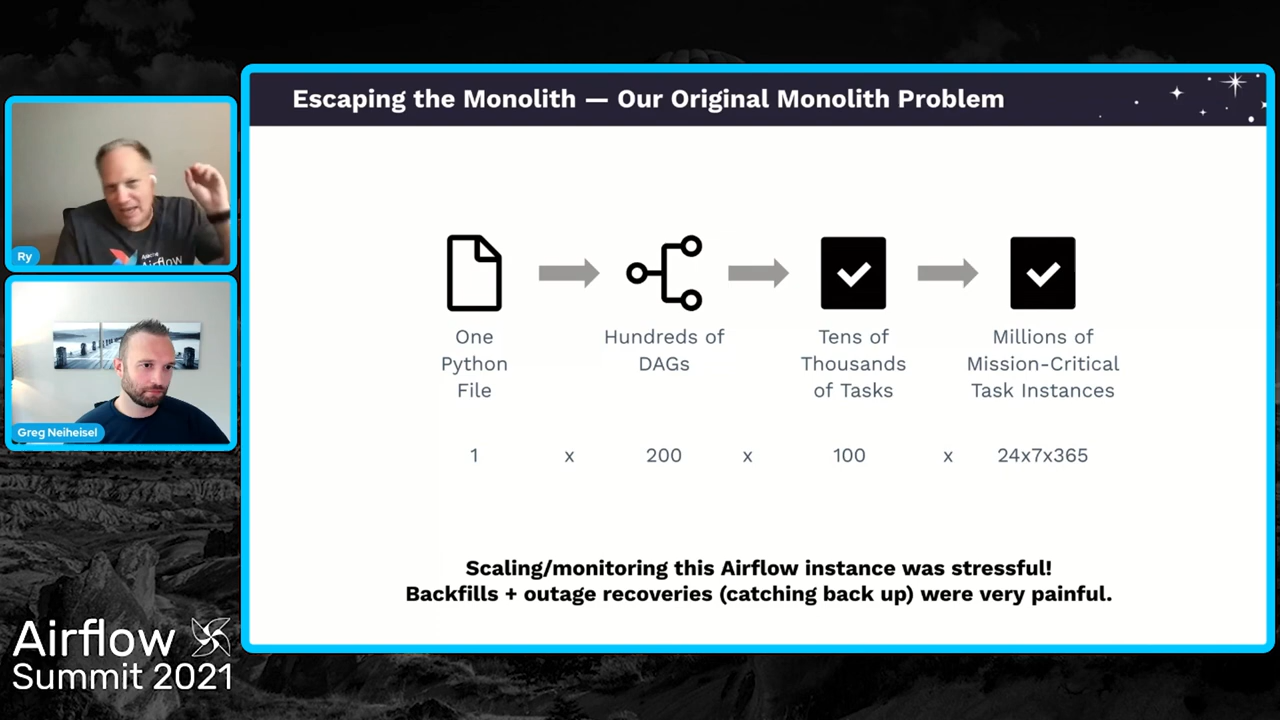 Escaping the Monolith — Our Original Monolith Problem
Ry
Greg Neiheisel
One
Python
File
Hundreds of
DAGs
Tens of
Thousands
of Tasks
Millions of
Mission-Critical
Task Instances
1 x 200 x 100 x 24x7x365
Scaling/monitoring this Airflow instance was stressful!
Backfills + outage recoveries (catching back up) were very painful.
Airflow
Summit 2021